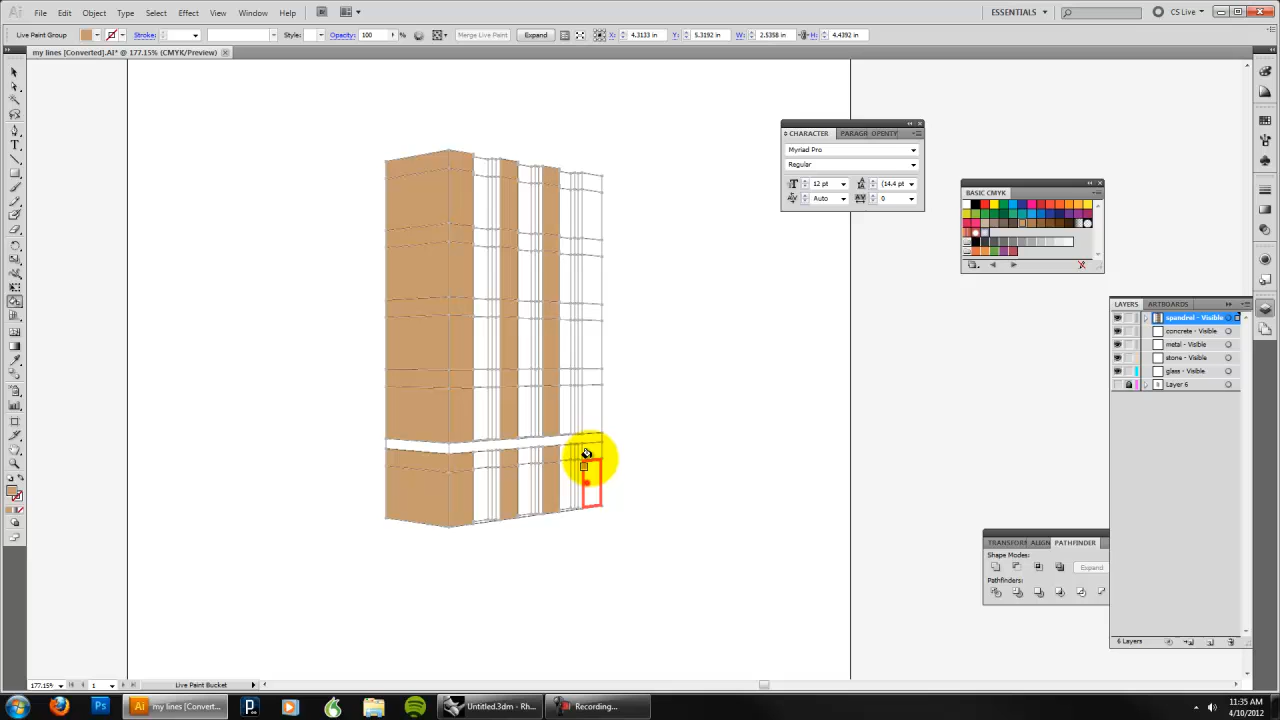 Ai File Edit Object Type Select Effect View Window Help Br ESSENTIALS CS Live
Live Paint Group Stroke: Style: Opacity: 100 % Merge Live Paint Expand X: 4.3133 in Y: 5.3192 in W: 2.5358 in H: 4.4392 in
my lines [Converted].AI* @ 177.15% (CMYK/Preview)
CHARACTER PARAGR OPENTY
Myriad Pro
Regular
12 pt (14.4 pt
Auto 0
BASIC CMYK
LAYERS ARTBOARDS
spandrel - Visible
concrete - Visible
metal - Visible
stone - Visible
glass - Visible
Layer 6
TRANSFORM ALIGN PATHFINDER
Shape Modes:
Expand
Pathfinders:
6 Layers
177.15% 1 Live Paint Bucket
Ps Ai my lines [Convert... Untitled.3dm - Rh... Recording...
11:35 AM
4/10/2012